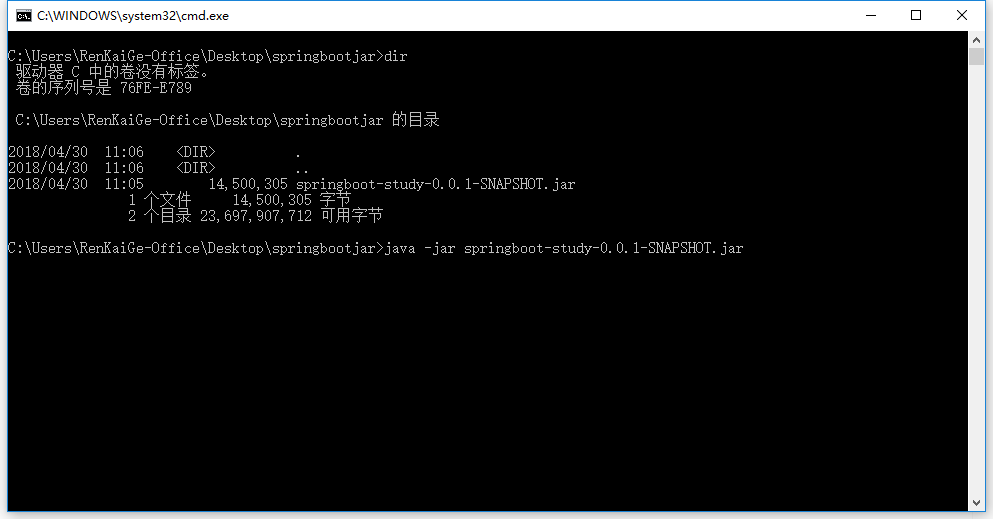 C:\WINDOWS\system32\cmd.exe
C:\Users\RenKaiGe-Office\Desktop\springbootjar>dir
驱动器 C 中的卷没有标签。
卷的序列号是 76FE-E789
C:\Users\RenKaiGe-Office\Desktop\springbootjar 的目录
2018/04/30  11:06    <DIR>          .
2018/04/30  11:06    <DIR>          ..
2018/04/30  11:05        14,500,305 springboot-study-0.0.1-SNAPSHOT.jar
1 个文件     14,500,305 字节
2 个目录 23,697,907,712 可用字节
C:\Users\RenKaiGe-Office\Desktop\springbootjar>java -jar springboot-study-0.0.1-SNAPSHOT.jar